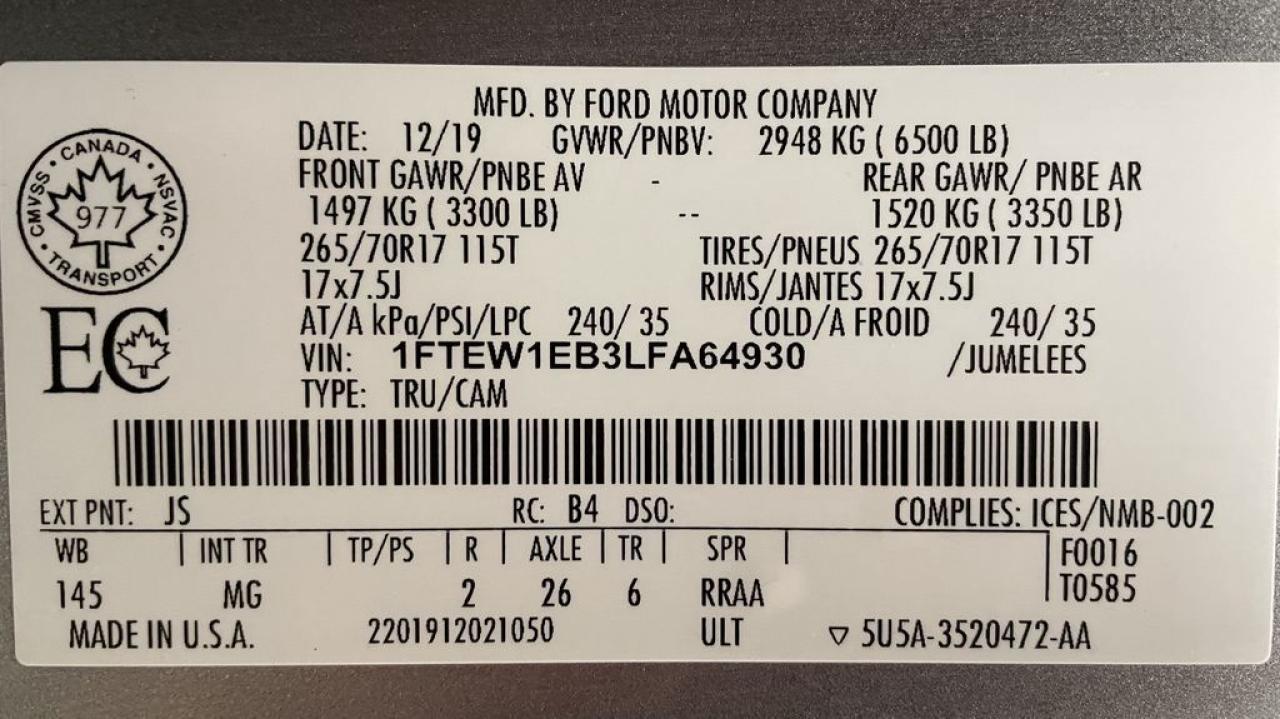 MFD. BY FORD MOTOR COMPANY
DATE: 12/19 GVWR/PNBV: 2948 KG ( 6500 LB)
FRONT GAWR/PNBE AV - REAR GAWR/ PNBE AR
1497 KG ( 3300 LB) -- 1520 KG ( 3350 LB)
265/70R17 115T TIRES/PNEUS 265/70R17 115T
17x7.5J RIMS/JANTES 17x7.5J
AT/A kPa/PSI/LPC 240/ 35 COLD/A FROID 240/ 35
VIN: 1FTEW1EB3LFA64930 /JUMELEES
TYPE: TRU/CAM
CANADA • NSVAC • TRANSPORT • CMVSS •
977
EC
EXT PNT: JS RC: B4 DSO: COMPLIES: ICES/NMB-002
WB | INT TR | TP/PS | R | AXLE | TR | SPR | F0016
145 MG 2 26 6 RRAA T0585
MADE IN U.S.A. 2201912021050 ULT ▽ 5U5A-3520472-AA